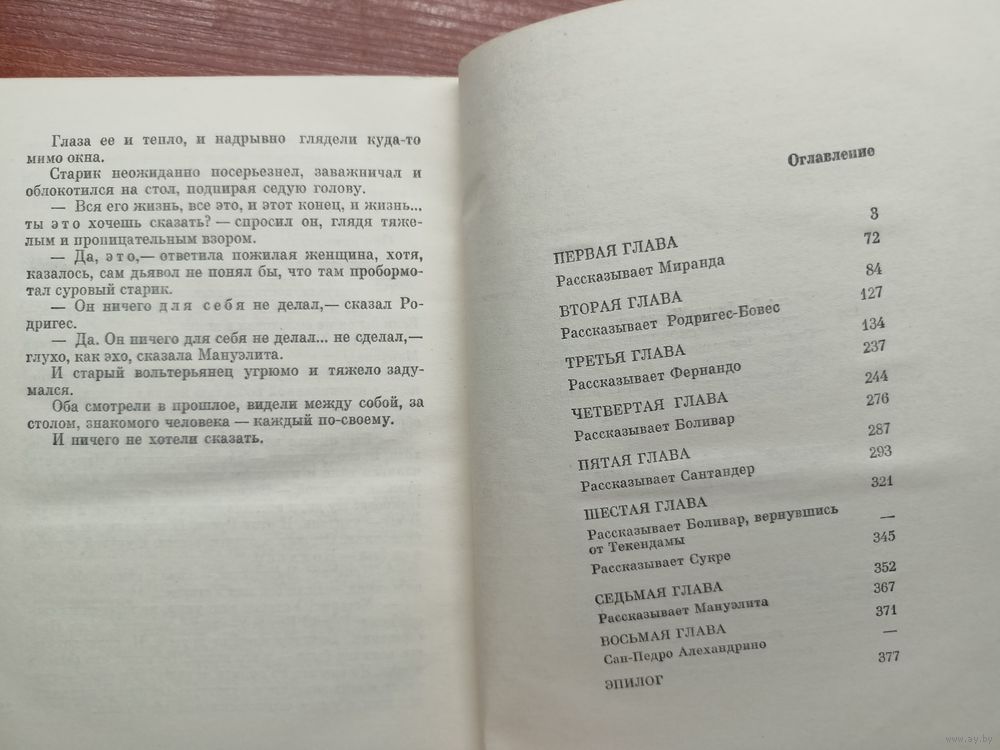 Глаза ее и тепло, и надрывно глядели куда-то
мимо окна.
Старик неожиданно посерьезнел, заважничал и
облокотился на стол, подпирая седую голову.
— Вся его жизнь, все это, и этот конец, и жизнь...
ты это хочешь сказать? — спросил он, глядя тяже-
лым и проницательным взором.
— Да, это,— ответила пожилая женщина, хотя,
казалось, сам дьявол не понял бы, что там пробормо-
тал суровый старик.
— Он ничего для себя не делал,— сказал Ро-
дригес.
— Да. Он ничего для себя не делал... не сделал,—
глухо, как эхо, сказала Мануэлита.
И старый вольтерьянец угрюмо и тяжело заду-
мался.
Оба смотрели в прошлое, видели между собой, за
столом, знакомого человека — каждый по-своему.
И ничего не хотели сказать.
Оглавление
ПЕРВАЯ ГЛАВА 3
Рассказывает Миранда 72
ВТОРАЯ ГЛАВА 84
Рассказывает Родригес-Бовес 127
ТРЕТЬЯ ГЛАВА 134
Рассказывает Фернандо 237
ЧЕТВЕРТАЯ ГЛАВА 244
Рассказывает Боливар 276
ПЯТАЯ ГЛАВА 287
Рассказывает Сантандер 293
ШЕСТАЯ ГЛАВА 321
Рассказывает Боливар, вернувшись
от Текендамы —
Рассказывает Сукре 345
СЕДЬМАЯ ГЛАВА 352
Рассказывает Мануэлита 367
ВОСЬМАЯ ГЛАВА 371
Сан-Педро Алехандрино —
ЭПИЛОГ 377
www.ay.by